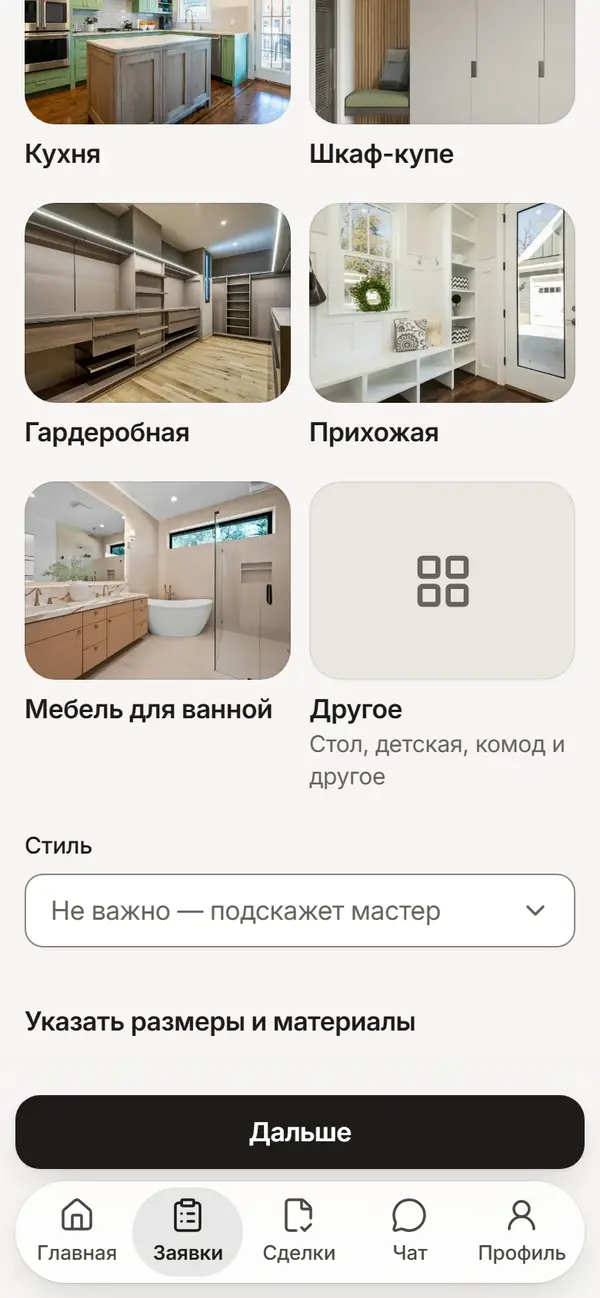 Кухня
Шкаф-купе
Гардеробная
Прихожая
Мебель для ванной
Другое
Стол, детская, комод и
другое
Стиль
Не важно — подскажет мастер
Указать размеры и материалы
Дальше
Главная
Заявки
Сделки
Чат
Профиль